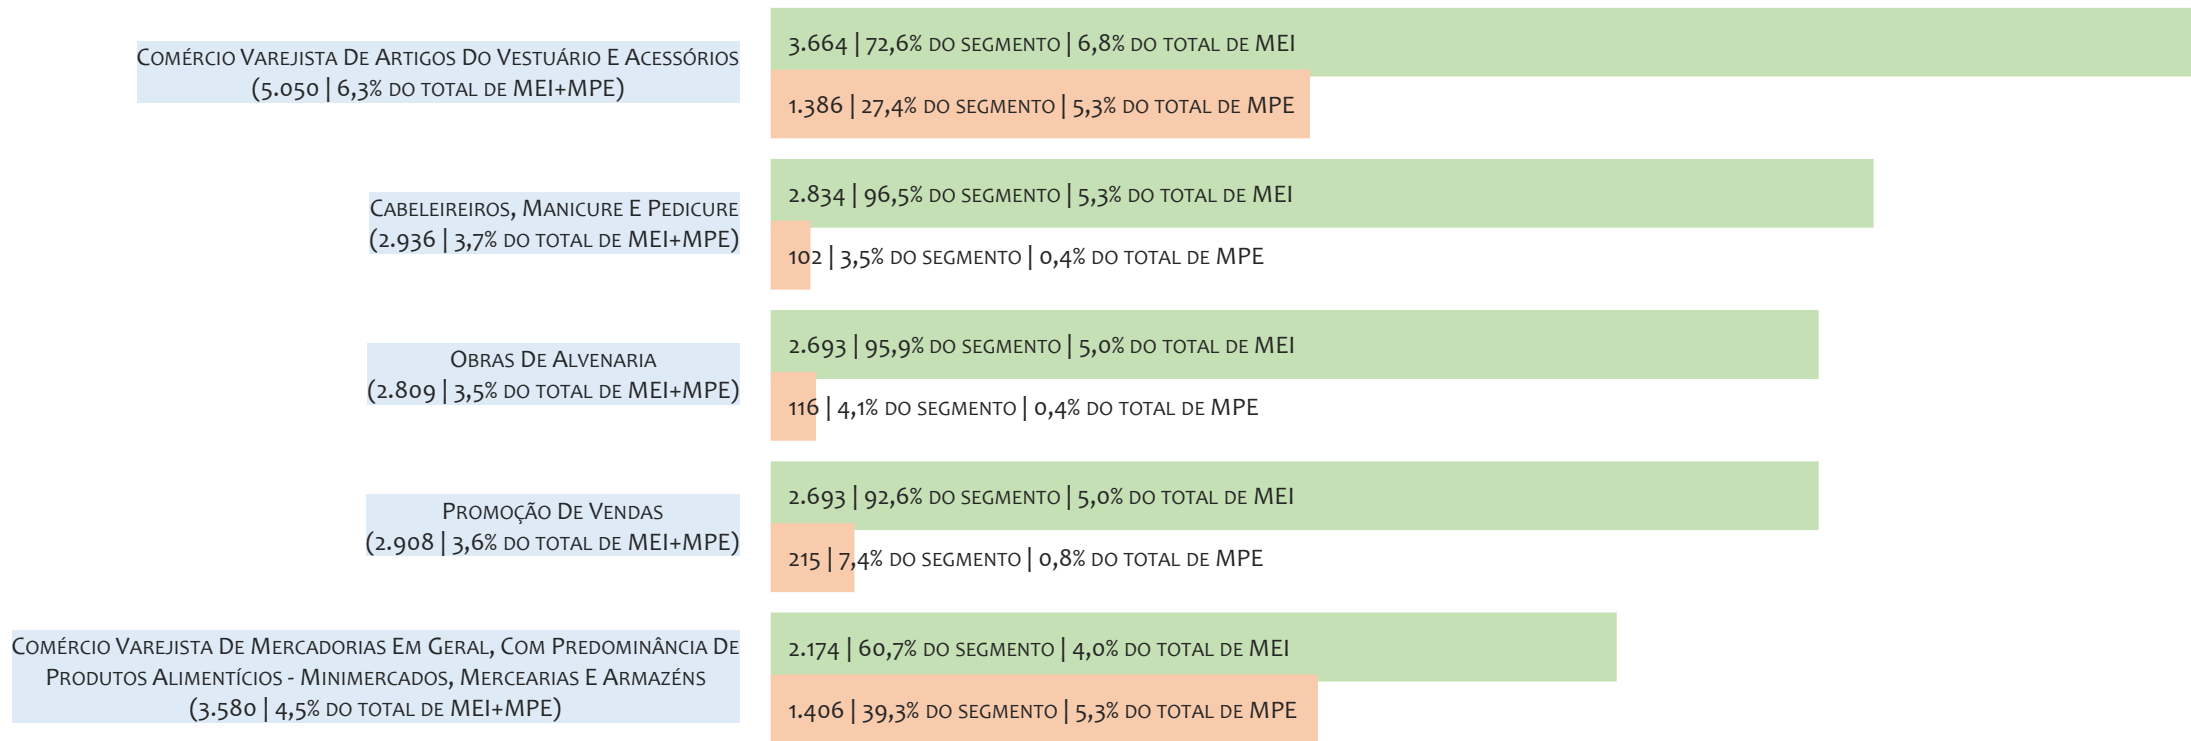 Comércio Varejista De Artigos Do Vestuário E Acessórios
(5.050 | 6,3% do total de MEI+MPE)
3.664 | 72,6% do segmento | 6,8% do total de MEI
1.386 | 27,4% do segmento | 5,3% do total de MPE
Cabeleireiros, Manicure E Pedicure
(2.936 | 3,7% do total de MEI+MPE)
2.834 | 96,5% do segmento | 5,3% do total de MEI
102 | 3,5% do segmento | 0,4% do total de MPE
Obras De Alvenaria
(2.809 | 3,5% do total de MEI+MPE)
2.693 | 95,9% do segmento | 5,0% do total de MEI
116 | 4,1% do segmento | 0,4% do total de MPE
Promoção De Vendas
(2.908 | 3,6% do total de MEI+MPE)
2.693 | 92,6% do segmento | 5,0% do total de MEI
215 | 7,4% do segmento | 0,8% do total de MPE
Comércio Varejista De Mercadorias Em Geral, Com Predominância De
Produtos Alimentícios - Minimercados, Mercearias E Armazéns
(3.580 | 4,5% do total de MEI+MPE)
2.174 | 60,7% do segmento | 4,0% do total de MEI
1.406 | 39,3% do segmento | 5,3% do total de MPE